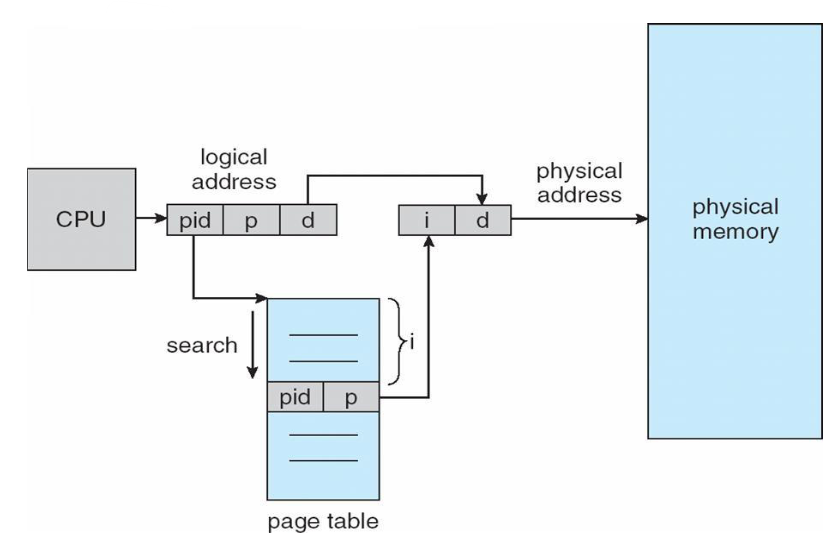 logical
address
physical
address
CPU
pid p d
i d
physical
memory
search
i
pid p
page table